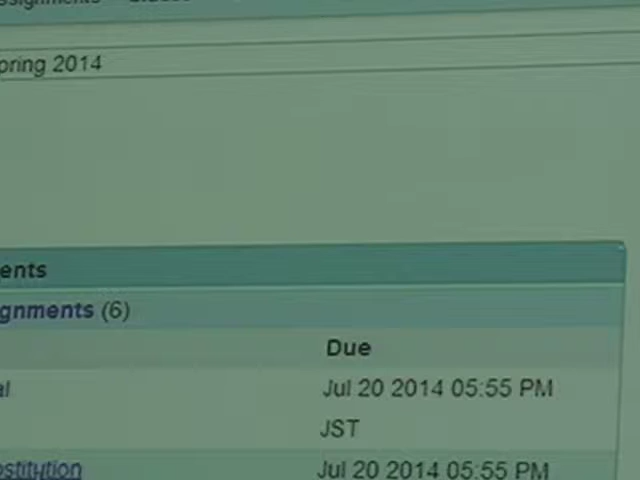 pring 2014
ents
gnments (6)
Due
al Jul 20 2014 05:55 PM
JST
ostitution Jul 20 2014 05:55 PM